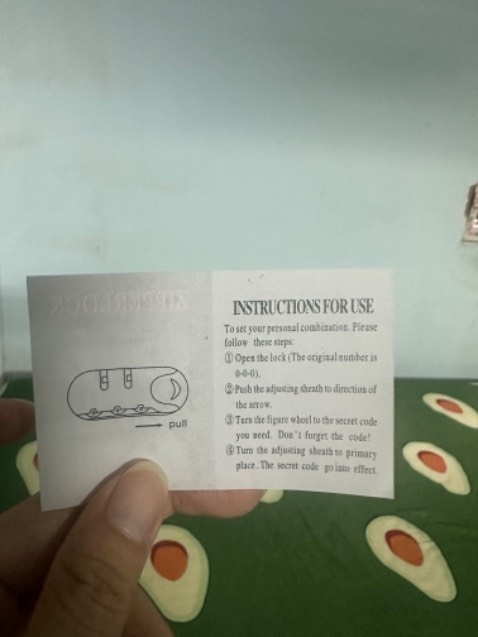 INSTRUCTIONS FOR USE
To set your personal combination. Please
follow these steps:
① Open the lock (The original number is
0-0-0).
② Push the adjusting sheath to direction of
the arrow.
③ Turn the figure wheel to the secret code
you need. Don't forget the code!
④ Turn the adjusting sheath to primary
place. The secret code go into effect.
pull